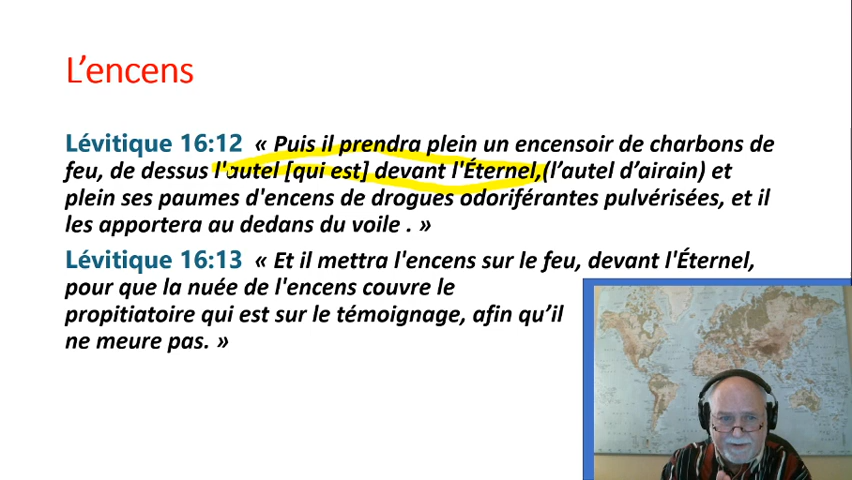 L'encens
Lévitique 16:12 « Puis il prendra plein un encensoir de charbons de
feu, de dessus l'autel [qui est] devant l'Éternel,(l’autel d’airain) et
plein ses paumes d'encens de drogues odoriférantes pulvérisées, et il
les apportera au dedans du voile . »
Lévitique 16:13 « Et il mettra l'encens sur le feu, devant l'Éternel,
pour que la nuée de l'encens couvre le
propitiatoire qui est sur le témoignage, afin qu’il
ne meure pas. »